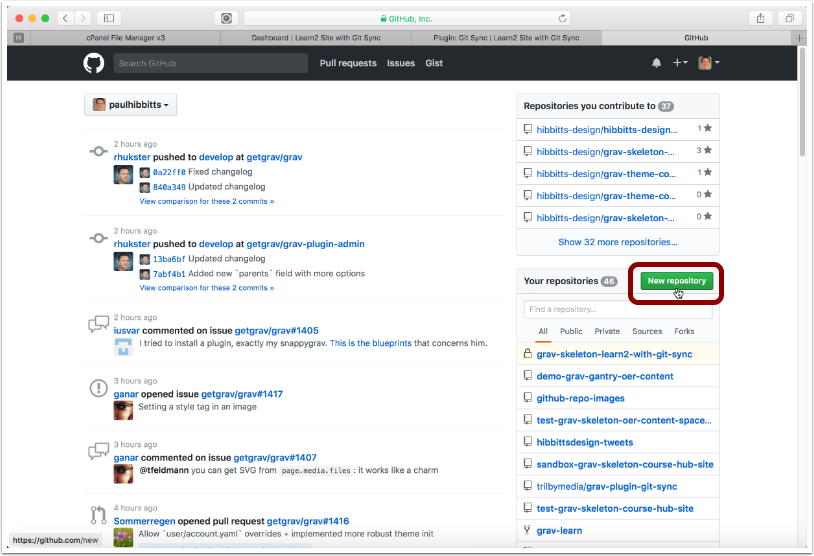 GitHub, Inc.
cPanel File Manager v3
Dashboard | Learn2 Site with Git Sync
Plugin: Git Sync | Learn2 Site with Git Sync
GitHub
H
Search GitHub
Pull requests Issues Gist
paulhibbitts
2 hours ago
rhukster pushed to develop at getgrav/grav
0a22ff0 Fixed changelog
840a349 Updated changelog
View comparison for these 2 commits »
2 hours ago
rhukster pushed to develop at getgrav/grav-plugin-admin
13ba6bf Updated changelog
7abf4b1 Added new `parents` field with more options
View comparison for these 2 commits »
2 hours ago
iusvar commented on issue getgrav/grav#1405
I tried to install a plugin, exactly my snappygrav. This is the blueprints that concerns him.
3 hours ago
ganar opened issue getgrav/grav#1417
Setting a style tag in an image
3 hours ago
ganar commented on issue getgrav/grav#1407
@tfeldmann you can get SVG from page.media.files : it works like a charm
4 hours ago
Sommerregen opened pull request getgrav/grav#1416
Allow `user/account.yaml` overrides + implemented more robust theme init
https://github.com/new
Repositories you contribute to 37
hibbitts-design/hibbitts-design... 1
hibbitts-design/grav-skeleton-... 3
hibbitts-design/grav-theme-co... 1
hibbitts-design/grav-theme-co... 0
hibbitts-design/grav-skeleton-... 0
Show 32 more repositories...
Your repositories 46
New repository
Find a repository...
All Public Private Sources Forks
grav-skeleton-learn2-with-git-sync
demo-grav-gantry-oer-content
github-repo-images
test-grav-skeleton-oer-content-space...
hibbittsdesign-tweets
sandbox-grav-skeleton-course-hub-site
trilbymedia/grav-plugin-git-sync
test-grav-skeleton-course-hub-site
grav-learn